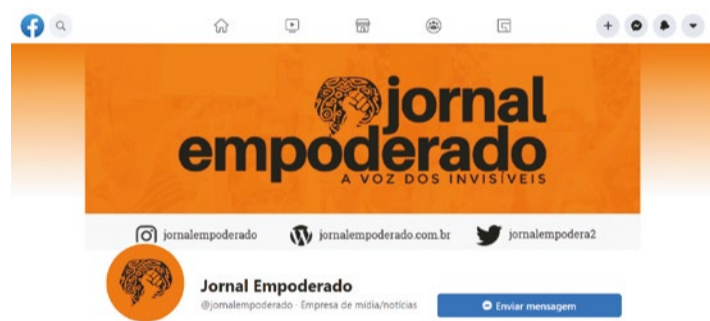 jornal
empoderado
A VOZ DOS INVISÍVEIS
jornalempoderado jornalempoderado.com.br jornalempodera2
Jornal Empoderado
@jornalempoderado · Empresa de mídia/notícias
Enviar mensagem